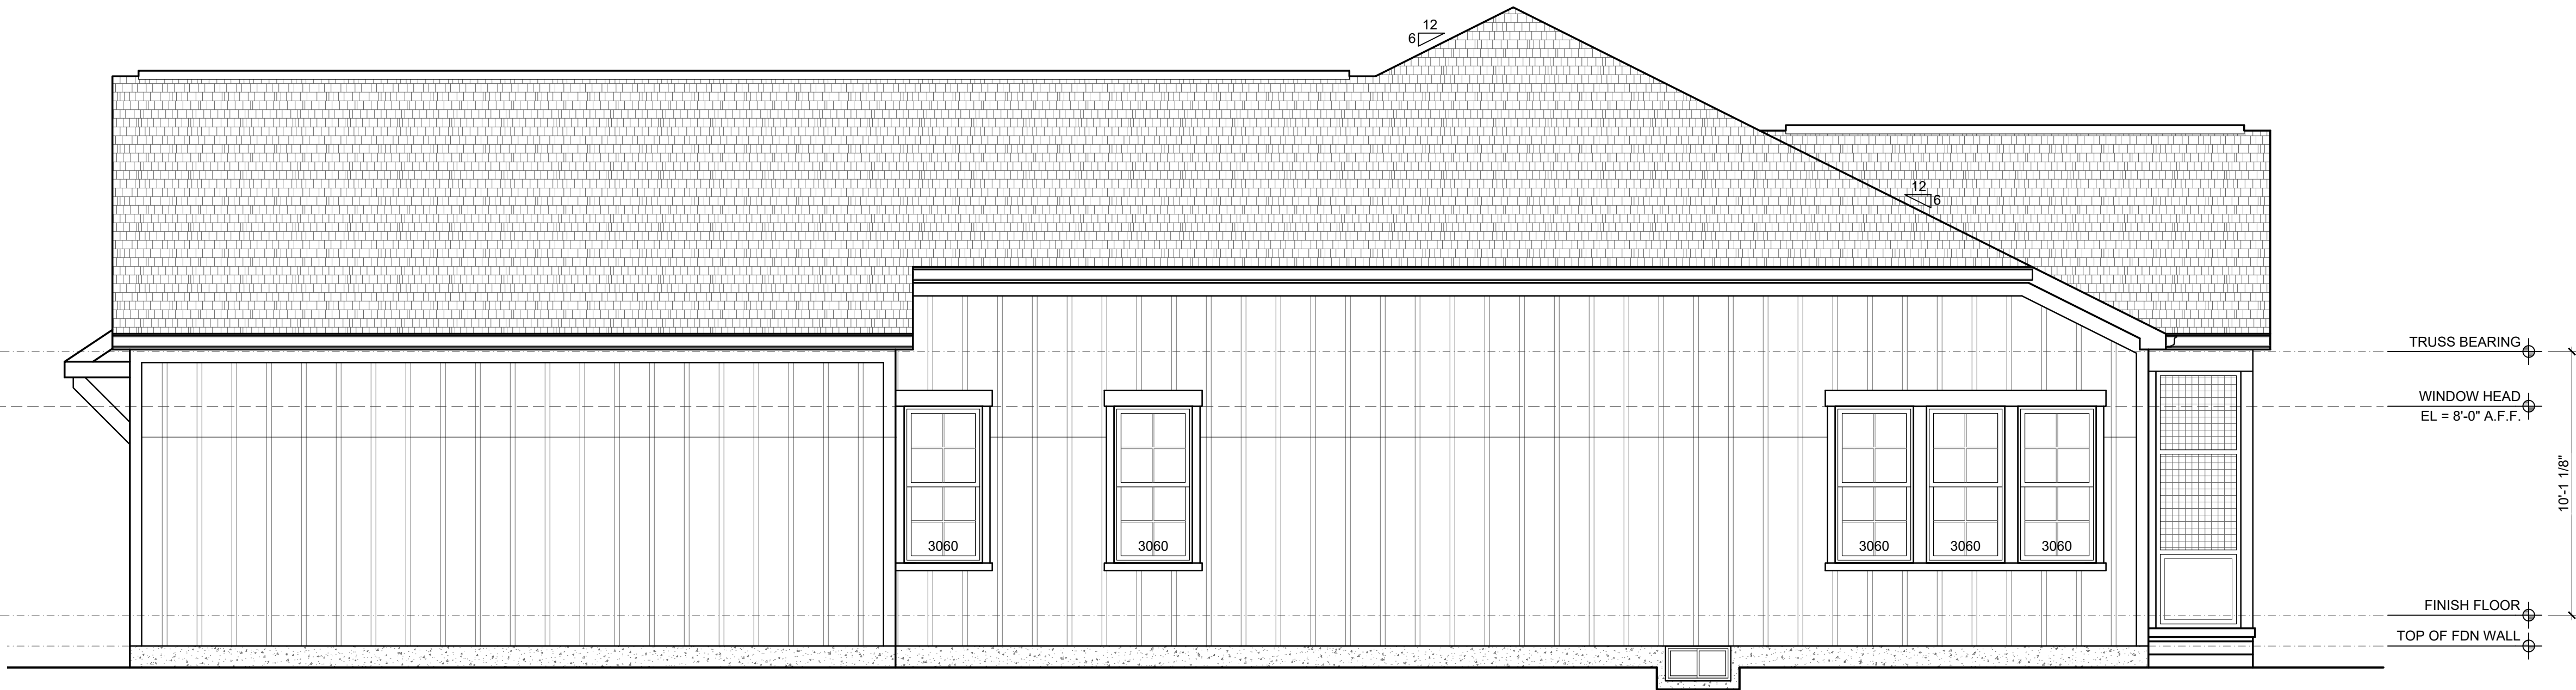 12
6
12
6
TRUSS BEARING
WINDOW HEAD
EL = 8'-0" A.F.F.
10'-1 1/8"
3060
3060
3060
3060
3060
FINISH FLOOR
TOP OF FDN WALL